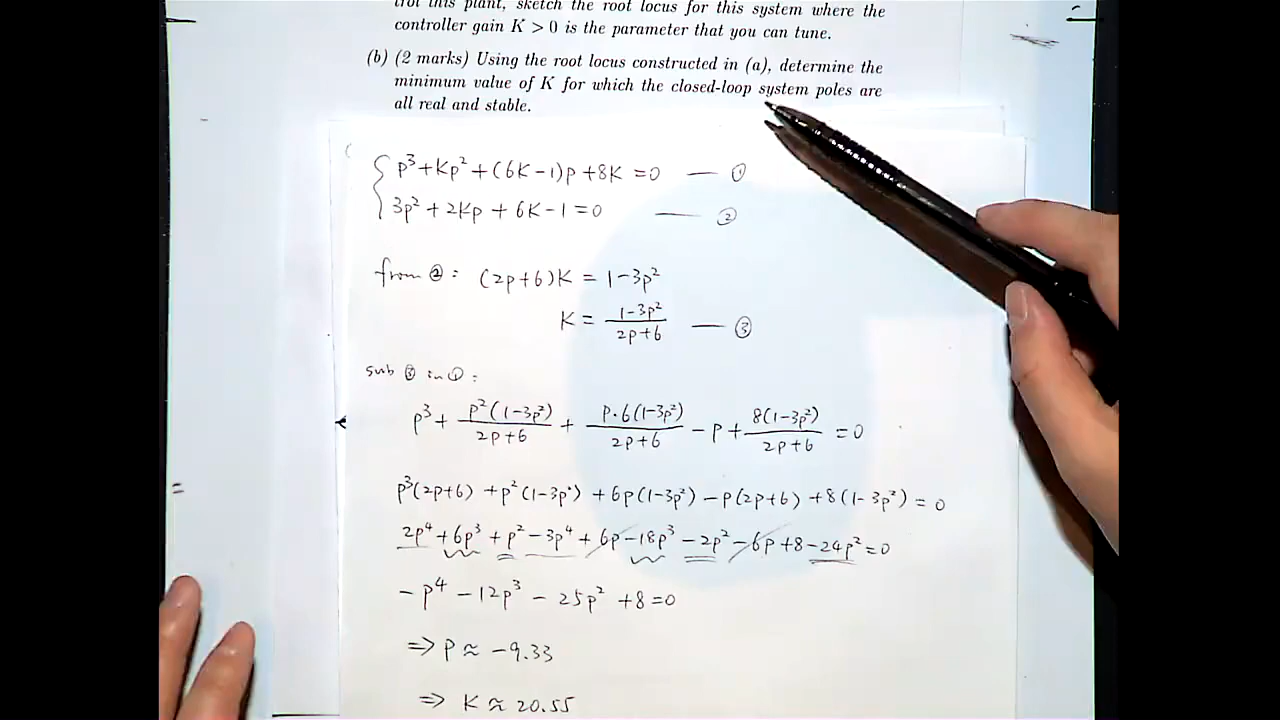 trol this plant, sketch the root locus for this system where the
controller gain K > 0 is the parameter that you can tune.
(b) (2 marks) Using the root locus constructed in (a), determine the
minimum value of K for which the closed-loop system poles are
all real and stable.
p³+Kp²+(6K-1)p+8K=0 — ①
3p²+2Kp+6K-1=0 — ②
from ②: (2p+6)K = 1-3p²
K = \frac{1-3p²}{2p+6} — ③
sub ③ in ①:
p³ + \frac{p²(1-3p²)}{2p+6} + \frac{p·6(1-3p²)}{2p+6} - p + \frac{8(1-3p²)}{2p+6} = 0
p³(2p+6) + p²(1-3p²) + 6p(1-3p²) - p(2p+6) + 8(1-3p²) = 0
2p⁴+6p³+p²-3p⁴+6p-18p³-2p²-6p+8-24p²=0
-p⁴-12p³-25p²+8=0
⇒ p ≈ -9.33
⇒ K ≈ 20.55